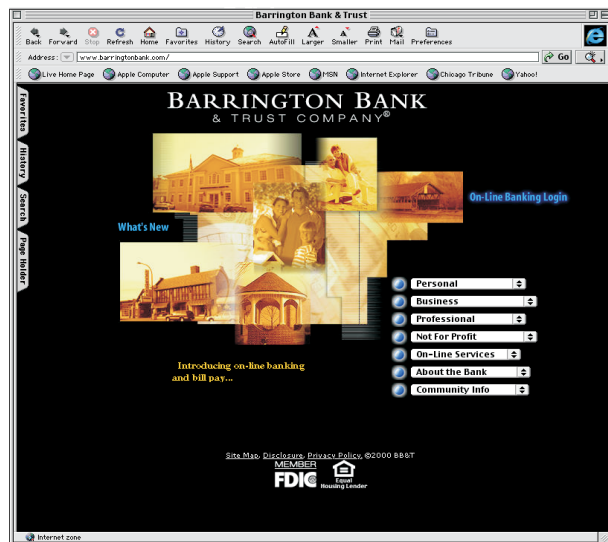 Barrington Bank & Trust
Back Forward Stop Refresh Home Favorites History Search AutoFill Larger Smaller Print Mail Preferences
Address: www.barringtonbank.com/ Go
Live Home Page Apple Computer Apple Support Apple Store MSN Internet Explorer Chicago Tribune Yahoo!
Favorites
History
Search
Page Holder
BARRINGTON BANK
& TRUST COMPANY®
On-Line Banking Login
What's New
Personal
Business
Professional
Not For Profit
On-Line Services
About the Bank
Community Info
Introducing on-line banking
and bill pay...
Site Map, Disclosure, Privacy Policy, ©2000 BB&T
MEMBER
FDIC
Equal
Housing Lender
Internet zone